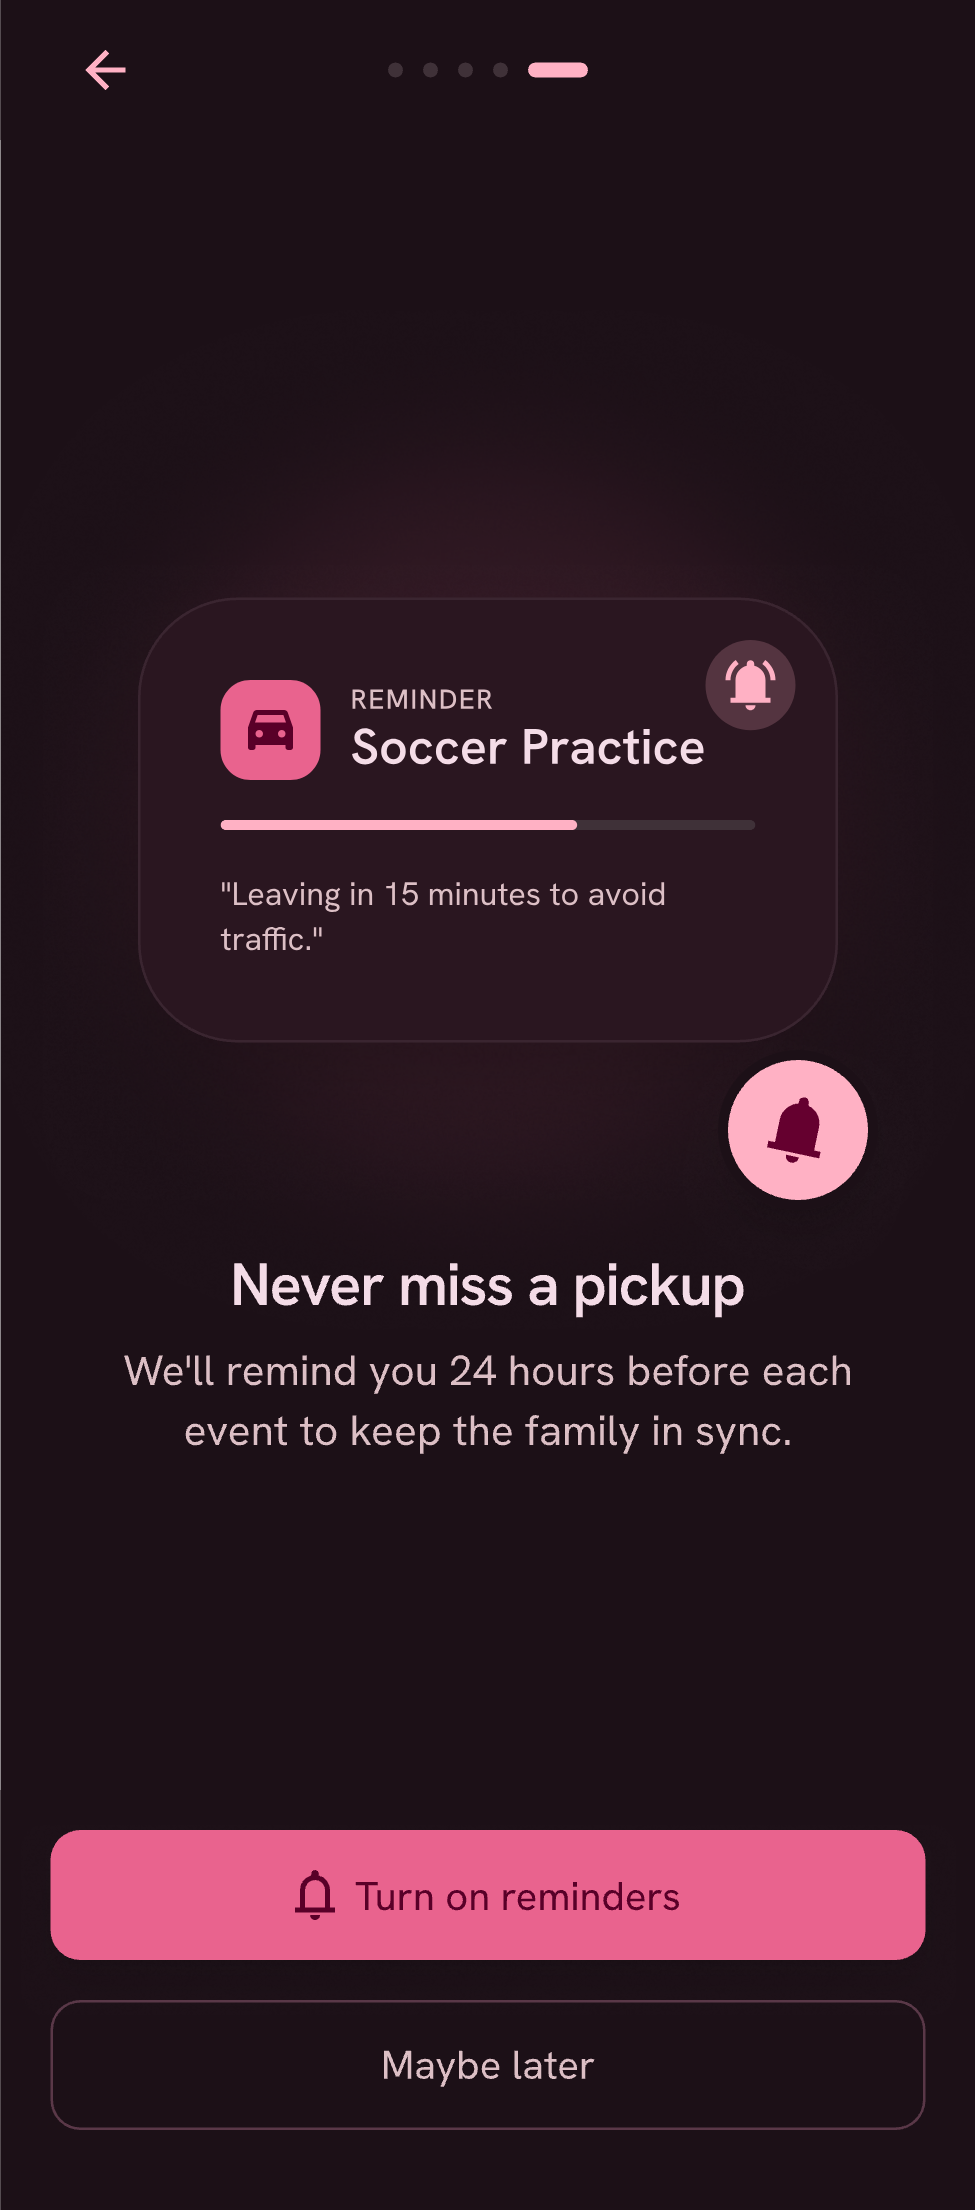 REMINDER
Soccer Practice
"Leaving in 15 minutes to avoid
traffic."
Never miss a pickup
We'll remind you 24 hours before each
event to keep the family in sync.
Turn on reminders
Maybe later